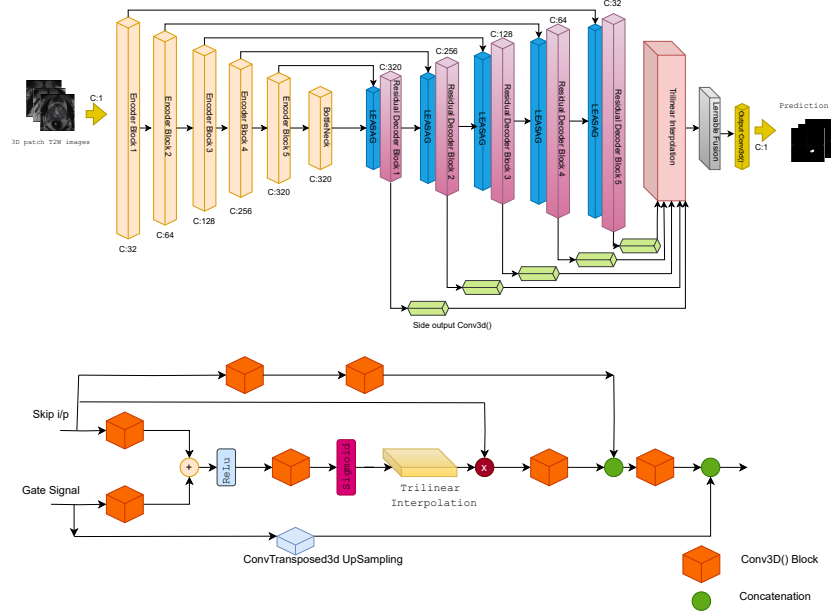 C:32
C:64
C:128
C:256
C:320
C:1
3D patch T2W images
Encoder Block 1
Encoder Block 2
Encoder Block 3
Encoder Block 4
Encoder Block 5
BottleNeck
LEASAG
Residual Decoder Block 1
LEASAG
Residual Decoder Block 2
LEASAG
Residual Decoder Block 3
LEASAG
Residual Decoder Block 4
LEASAG
Residual Decoder Block 5
Trilinear Interpolation
Lernable Fusion
Output Conv3d()
C:1
Prediction
C:32
C:64
C:128
C:256
C:320
C:320
Side output Conv3d()
Skip i/p
Gate Signal
+
ReLu
Sigmoid
Trilinear
Interpolation
x
ConvTransposed3d UpSampling
Conv3D() Block
Concatenation